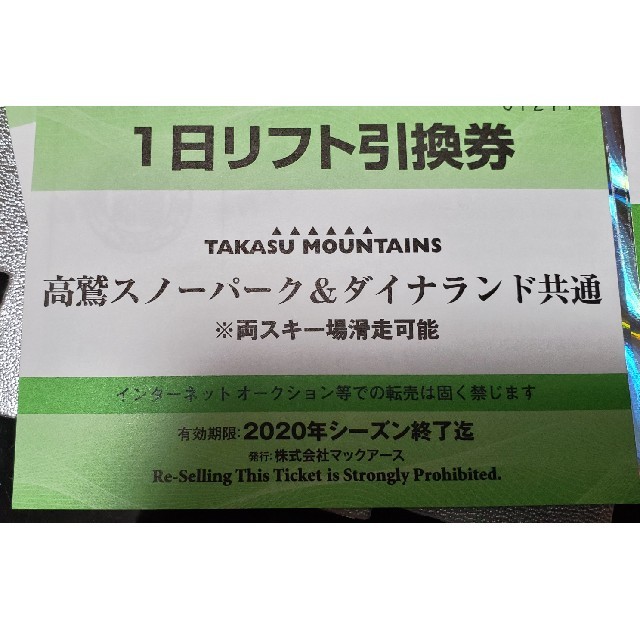 1日リフト引換券
TAKASU MOUNTAINS
高鷲スノーパーク&ダイナランド共通
※両スキー場滑走可能
インターネットオークション等での転売は固く禁じます
有効期限:2020年シーズン終了迄
発行:株式会社マックアース
Re-Selling This Ticket is Strongly Prohibited.